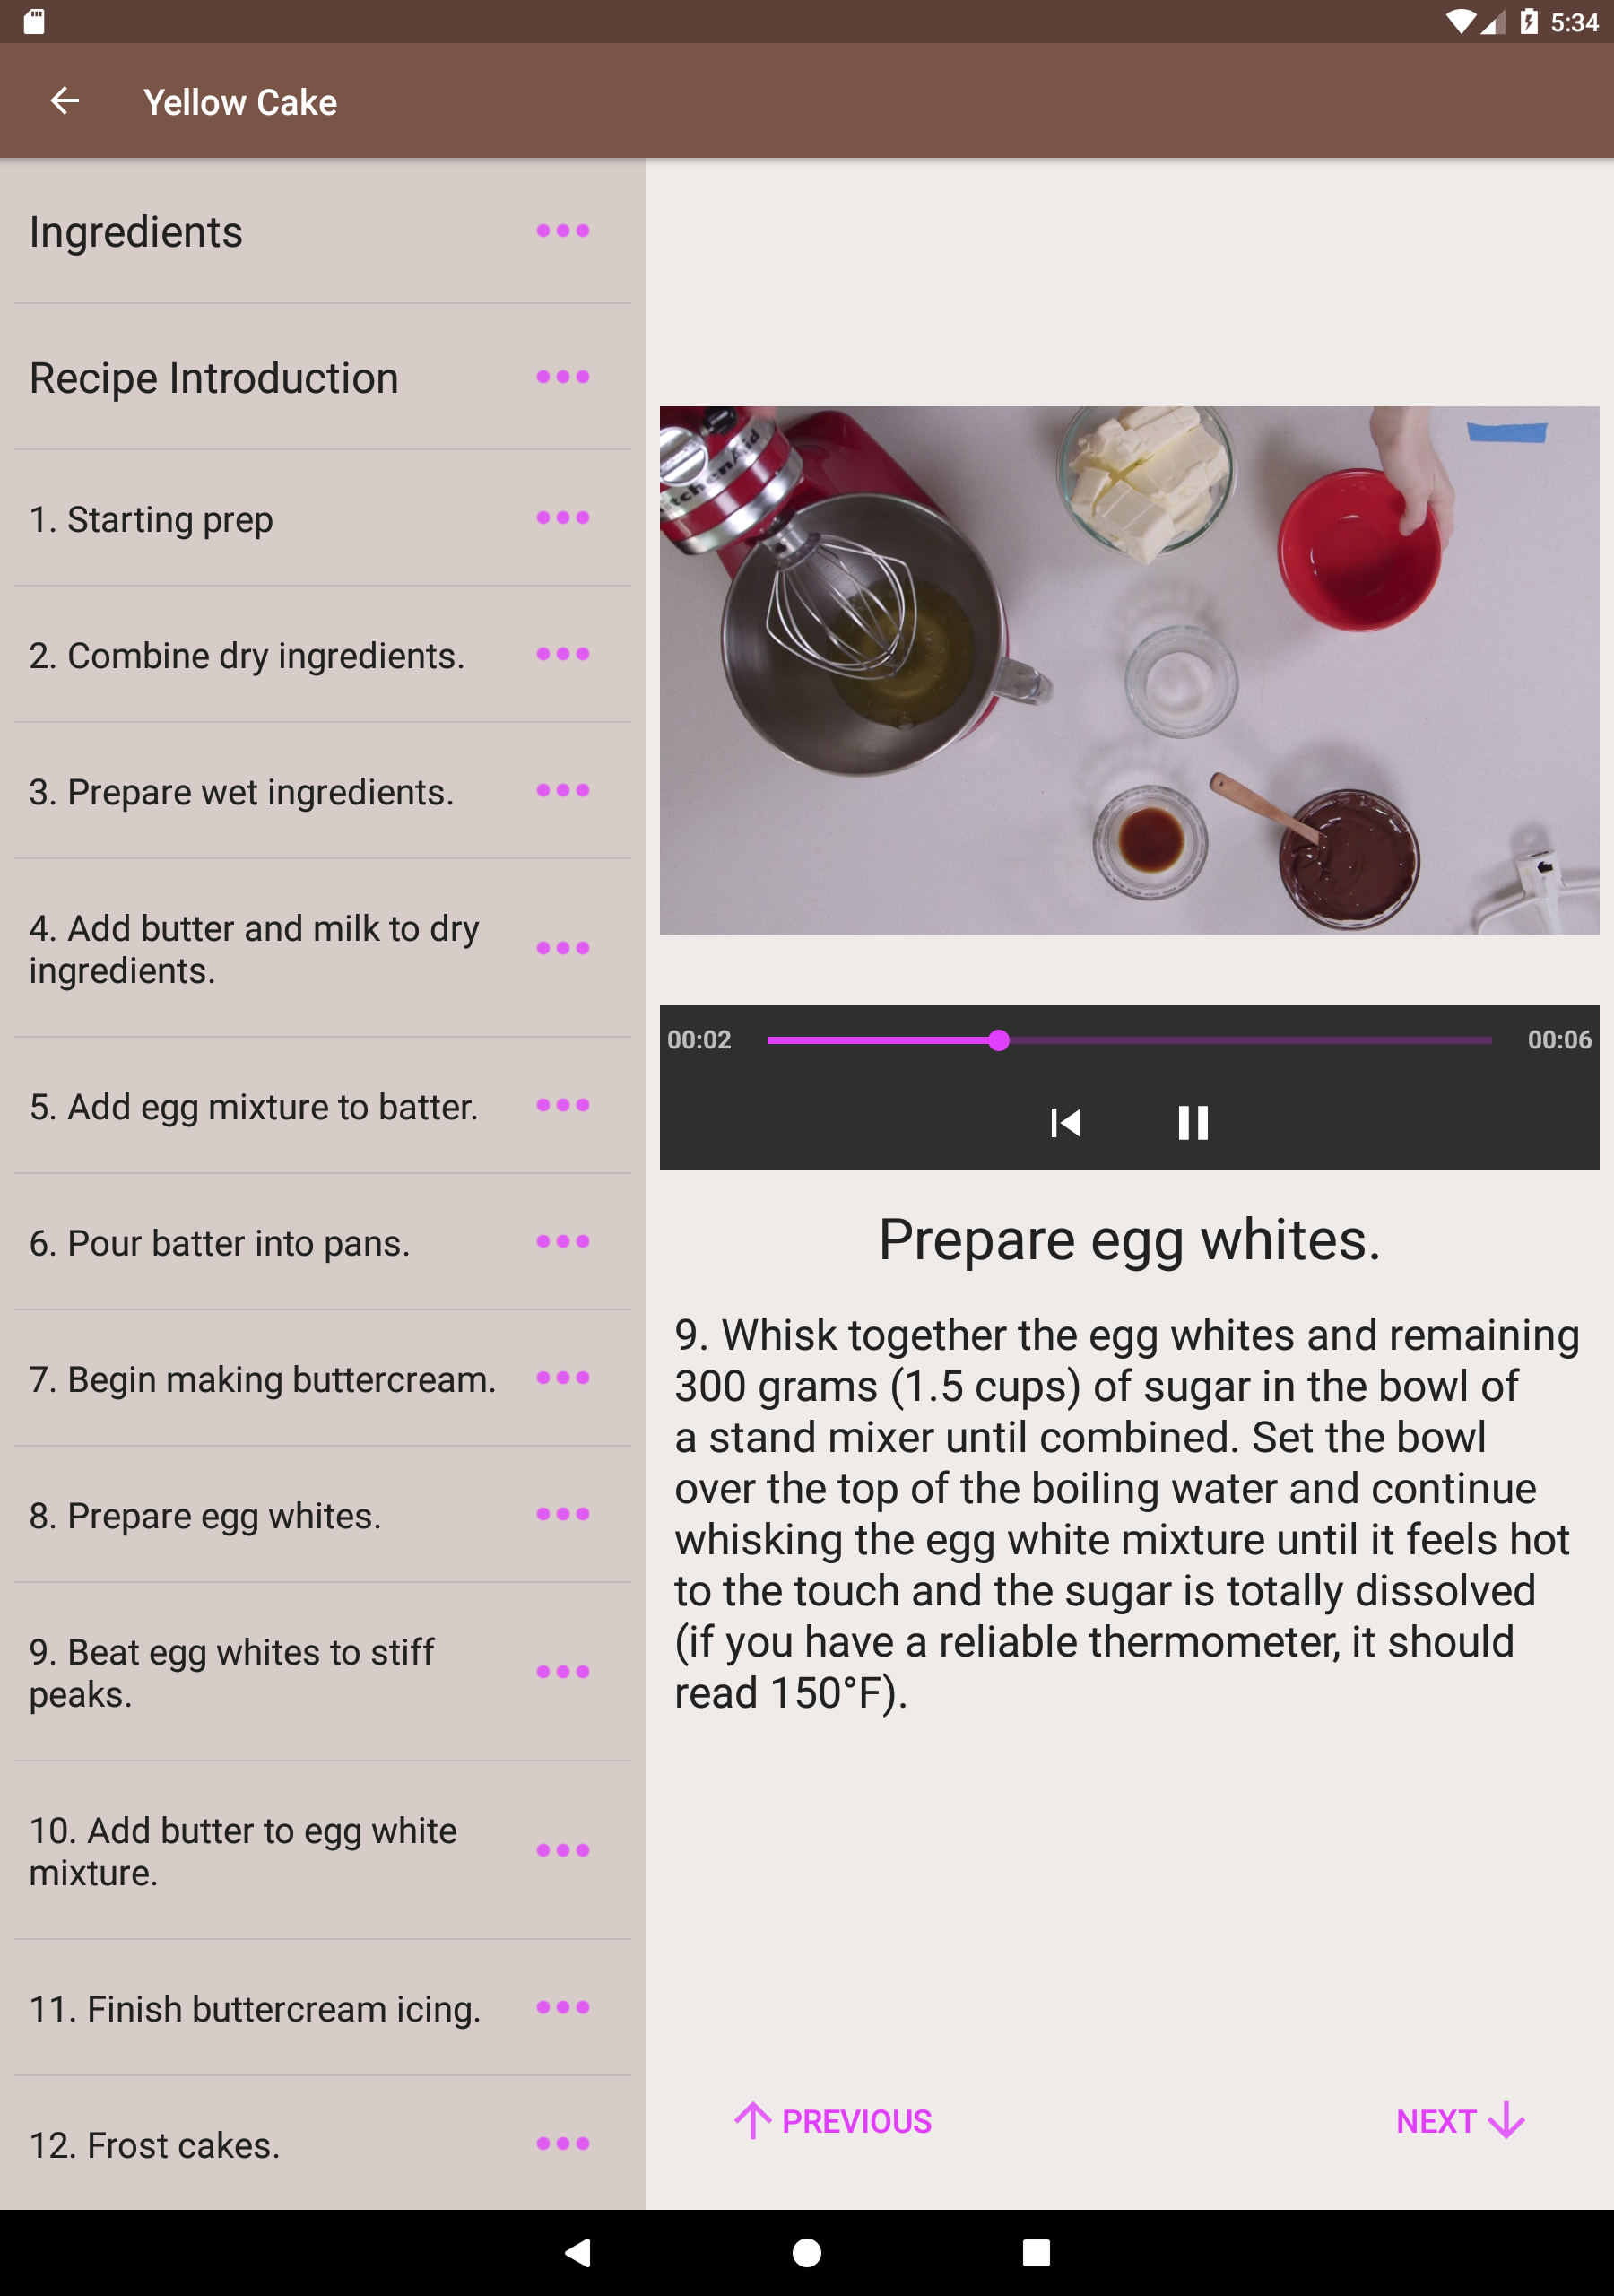 5:34
Yellow Cake
Ingredients
Recipe Introduction
1. Starting prep
2. Combine dry ingredients.
3. Prepare wet ingredients.
4. Add butter and milk to dry
ingredients.
5. Add egg mixture to batter.
6. Pour batter into pans.
7. Begin making buttercream.
8. Prepare egg whites.
9. Beat egg whites to stiff
peaks.
10. Add butter to egg white
mixture.
11. Finish buttercream icing.
12. Frost cakes.
tchenAid
00:02
00:06
Prepare egg whites.
9. Whisk together the egg whites and remaining
300 grams (1.5 cups) of sugar in the bowl of
a stand mixer until combined. Set the bowl
over the top of the boiling water and continue
whisking the egg white mixture until it feels hot
to the touch and the sugar is totally dissolved
(if you have a reliable thermometer, it should
read 150°F).
PREVIOUS
NEXT